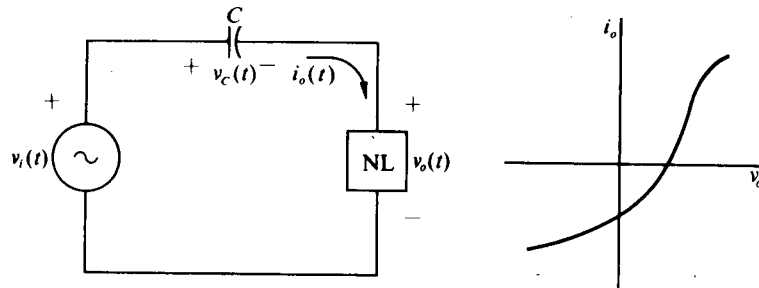 C
+ v_C(t) − i_o(t)
+ +
v_i(t) NL v_o(t)
−
i_o
v_o